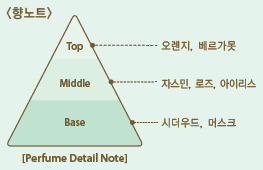 <향노트>
Top 오렌지, 베르가못
Middle 쟈스민, 로즈, 아이리스
Base 시더우드, 머스크
[Perfume Detail Note]